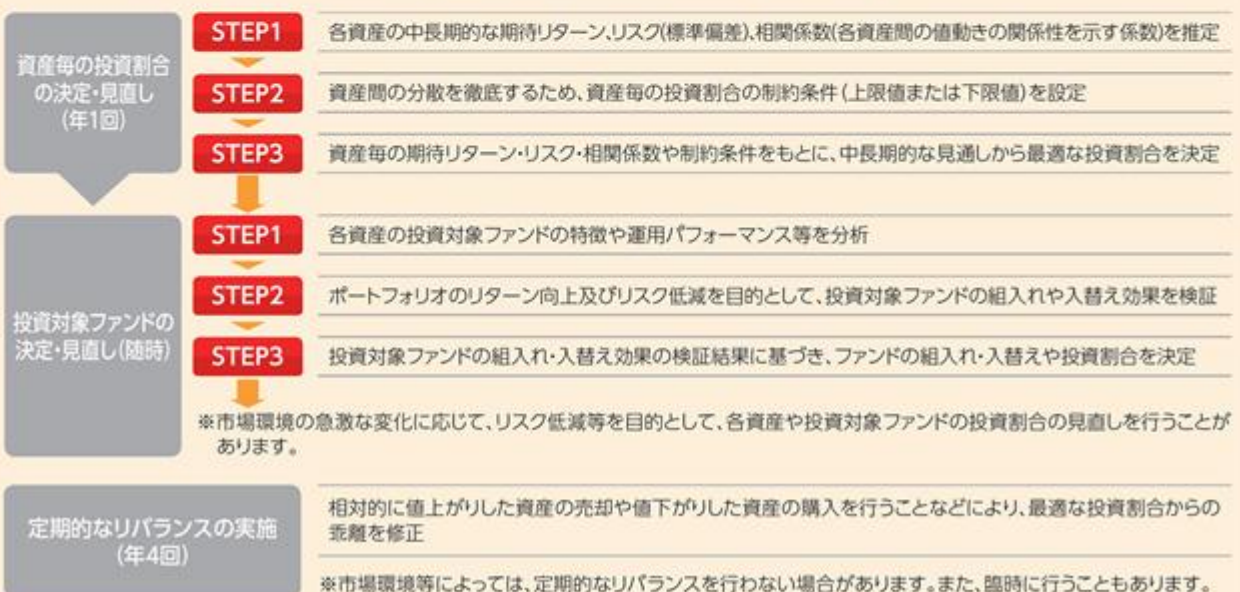 資産毎の投資割合
の決定・見直し
(年1回)
STEP1
各資産の中長期的な期待リターン、リスク(標準偏差)、相関係数(各資産間の値動きの関係性を示す係数)を推定
STEP2
資産間の分散を徹底するため、資産毎の投資割合の制約条件(上限値または下限値)を設定
STEP3
資産毎の期待リターン・リスク・相関係数や制約条件をもとに、中長期的な見通しから最適な投資割合を決定
投資対象ファンドの
決定・見直し(随時)
STEP1
各資産の投資対象ファンドの特徴や運用パフォーマンス等を分析
STEP2
ポートフォリオのリターン向上及びリスク低減を目的として、投資対象ファンドの組入れや入替え効果を検証
STEP3
投資対象ファンドの組入れ・入替え効果の検証結果に基づき、ファンドの組入れ・入替えや投資割合を決定
※市場環境の急激な変化に応じて、リスク低減等を目的として、各資産や投資対象ファンドの投資割合の見直しを行うことが
あります。
定期的なリバランスの実施
(年4回)
相対的に値上がりした資産の売却や値下がりした資産の購入を行うことなどにより、最適な投資割合からの
乖離を修正
※市場環境等によっては、定期的なリバランスを行わない場合があります。また、臨時に行うこともあります。